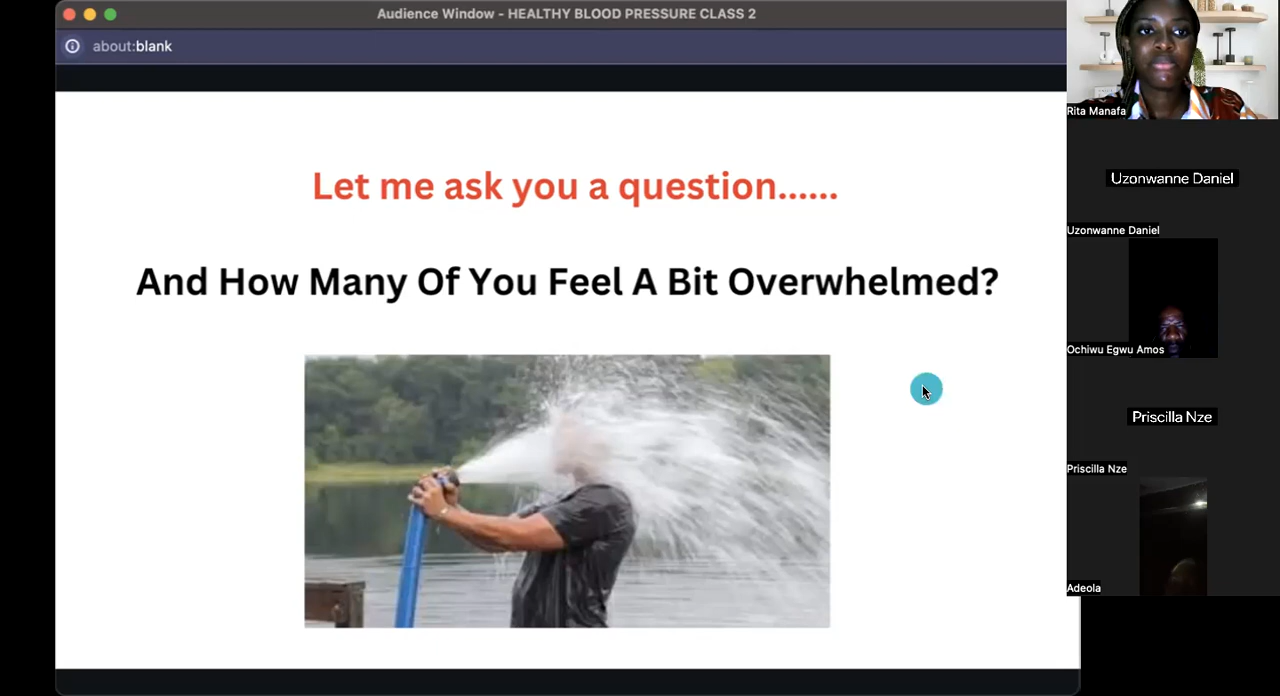 Audience Window - HEALTHY BLOOD PRESSURE CLASS 2
about:blank
Let me ask you a question......
And How Many Of You Feel A Bit Overwhelmed?
Rita Manafa
Uzonwanne Daniel
Uzonwanne Daniel
Ochiwu Egwu Amos
Priscilla Nze
Priscilla Nze
Adeola